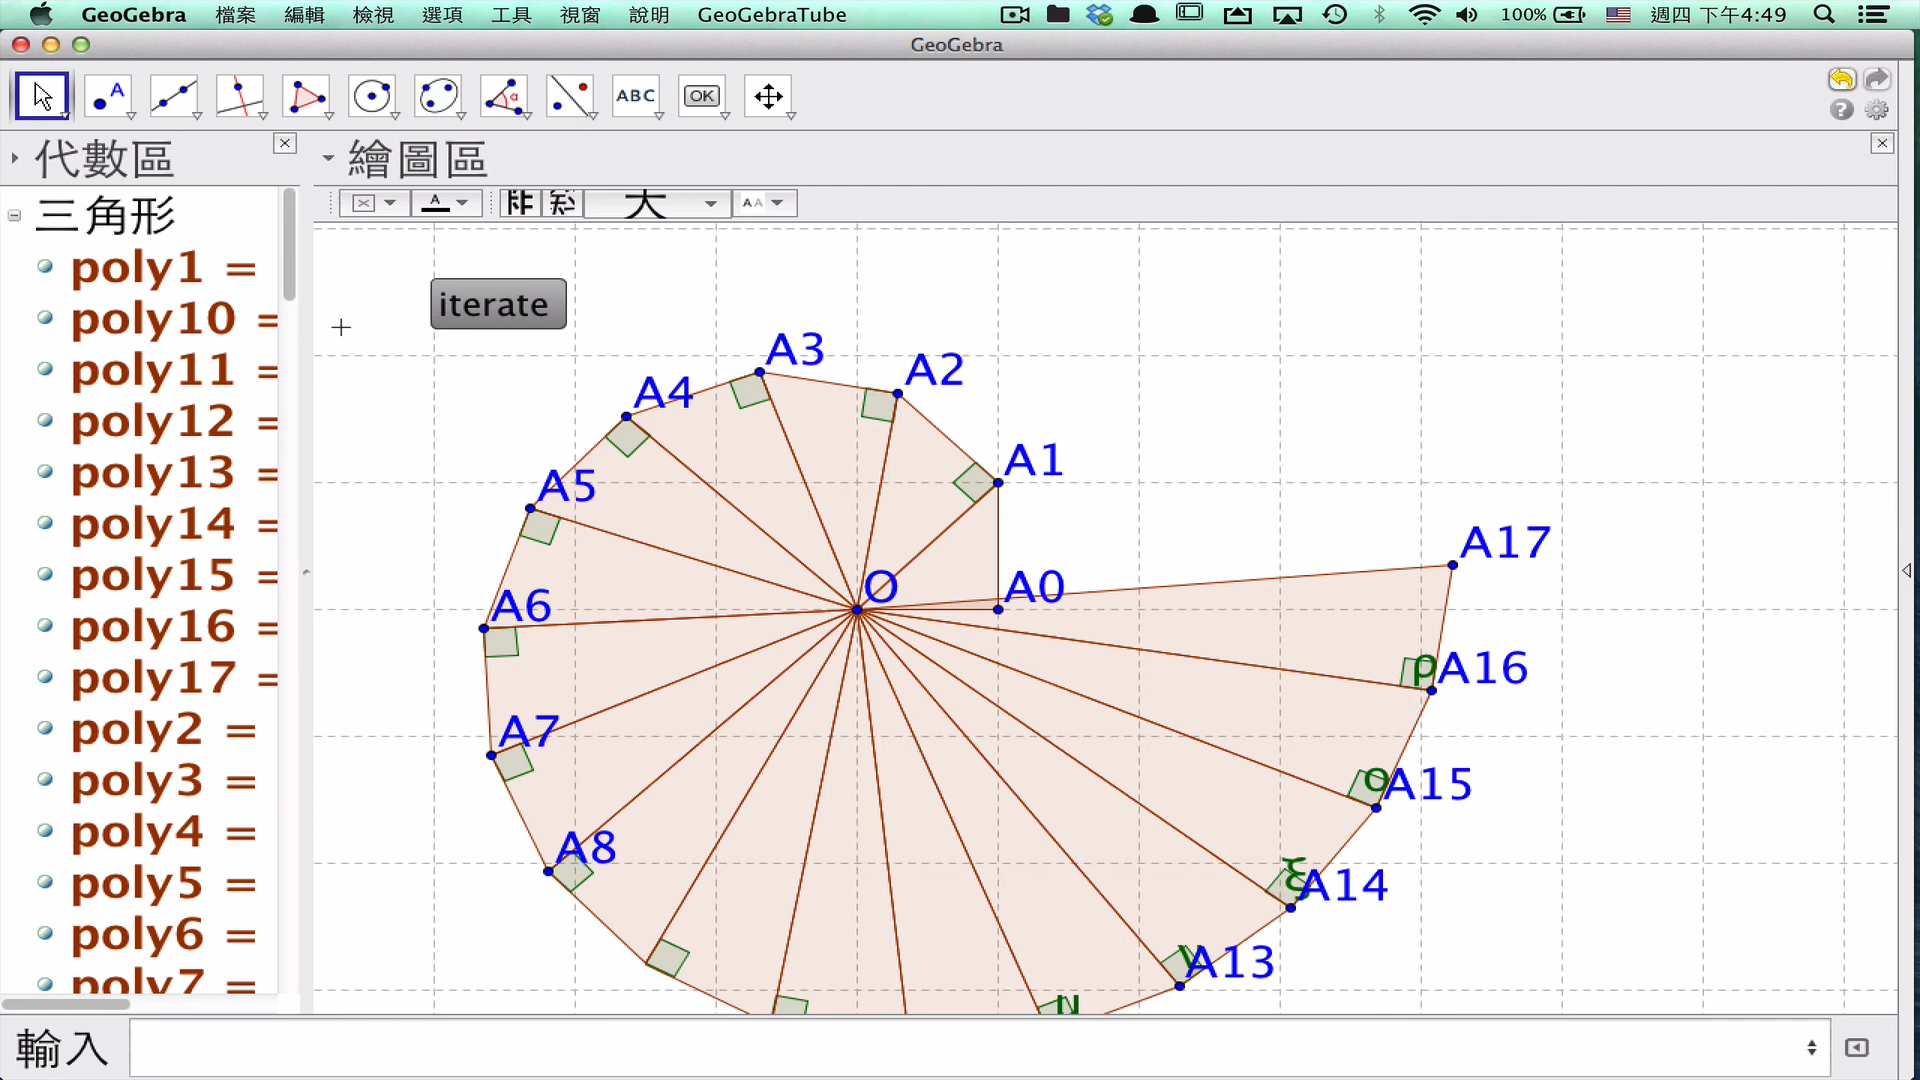 GeoGebra 檔案 編輯 檢視 選項 工具 視窗 說明 GeoGebraTube 100% 週四 下午4:49
GeoGebra
A ABC OK
代數區 繪圖區
A 大 A A
三角形
poly1 =
poly10 =
poly11 =
poly12 =
poly13 =
poly14 =
poly15 =
poly16 =
poly17 =
poly2 =
poly3 =
poly4 =
poly5 =
poly6 =
poly7 =
iterate
A3
A2
A4
A1
A5
A17
O A0
A6
ρ A16
A7
ο A15
A8
ξ A14
ν A13
輸入